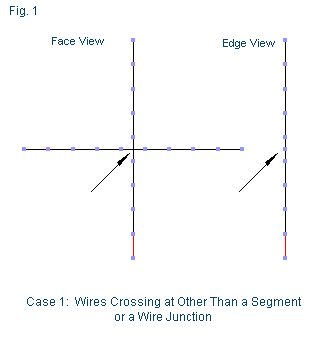 Fig. 1
Face View
Edge View
Case 1: Wires Crossing at Other Than a Segment
or a Wire Junction